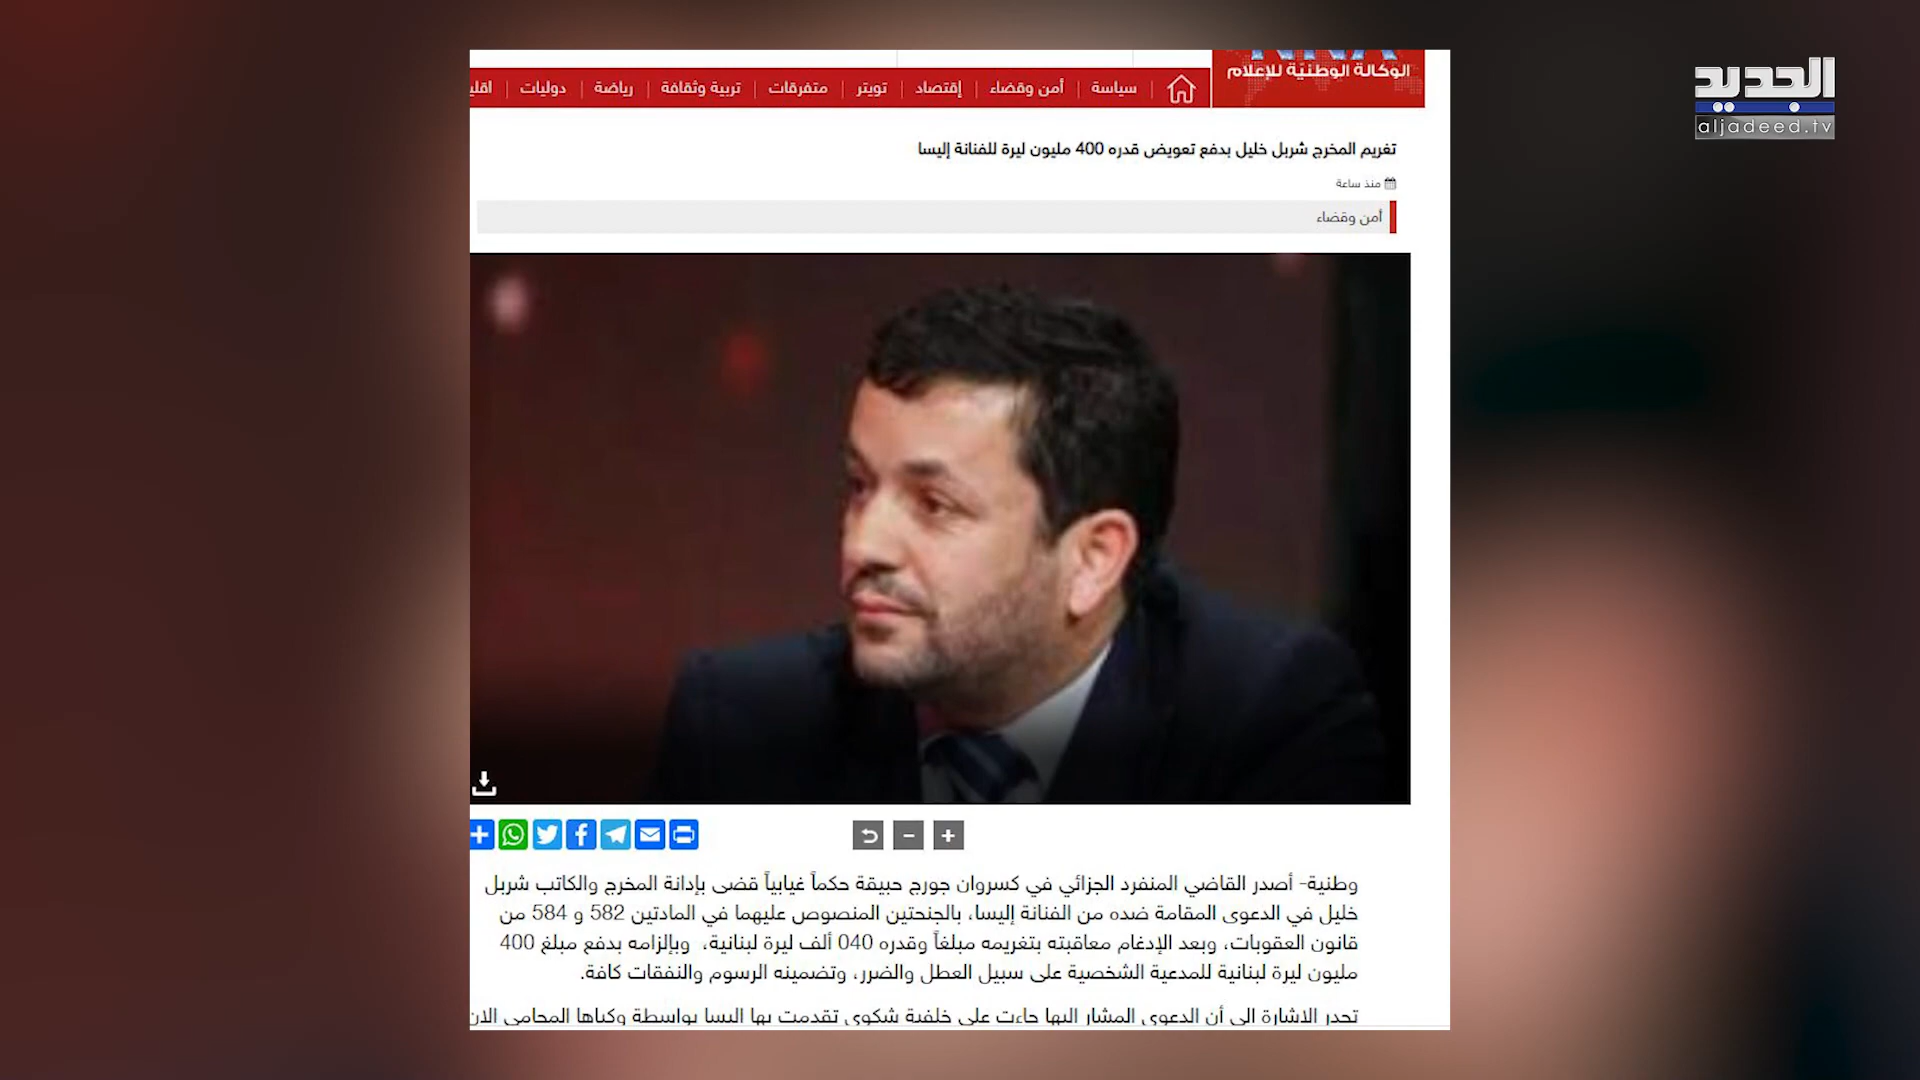 الجديد
aljadeed.tv
NNA
الوكالة الوطنيّة للإعلام
سياسة | أمن وقضاء | إقتصاد | تويتر | متفرقات | تربية وثقافة | رياضة | دوليات
تغريم المخرج شربل خليل بدفع تعويض قدره 400 مليون ليرة للفنانة إليسا
منذ ساعة
أمن وقضاء
وطنية- أصدر القاضي المنفرد الجزائي في كسروان جورج حبيقة حكماً غيابياً قضى بإدانة المخرج والكاتب شربل
خليل في الدعوى المقامة ضده من الفنانة إليسا، بالجنحتين المنصوص عليهما في المادتين 582 و 584 من
قانون العقوبات، وبعد الإدغام معاقبته بتغريمه مبلغاً وقدره 040 ألف ليرة لبنانية، وبإلزامه بدفع مبلغ 400
مليون ليرة لبنانية للمدعية الشخصية على سبيل العطل والضرر، وتضمينه الرسوم والنفقات كافة.
تجدر الاشارة الى أن الدعوى المشار اليها جاءت على خلفية شكوى تقدمت بها اليسا بواسطة وكيلها المحامي